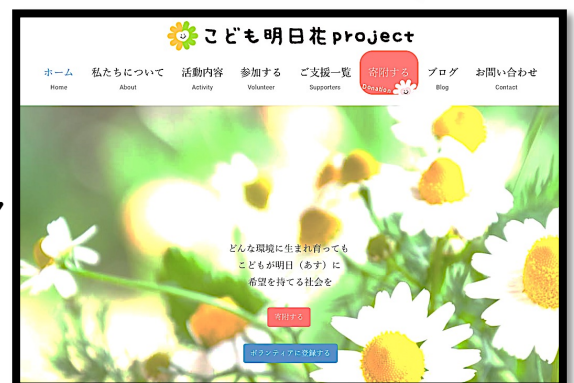 こども明日花project
ホーム 私たちについて 活動内容 参加する ご支援一覧 寄附する ブログ お問い合わせ
Home About Activity Volunteer Supporters Donation Blog Contact
どんな環境に生まれ育っても
こどもが明日（あす）に
希望を持てる社会を
寄附する
ボランティアに登録する